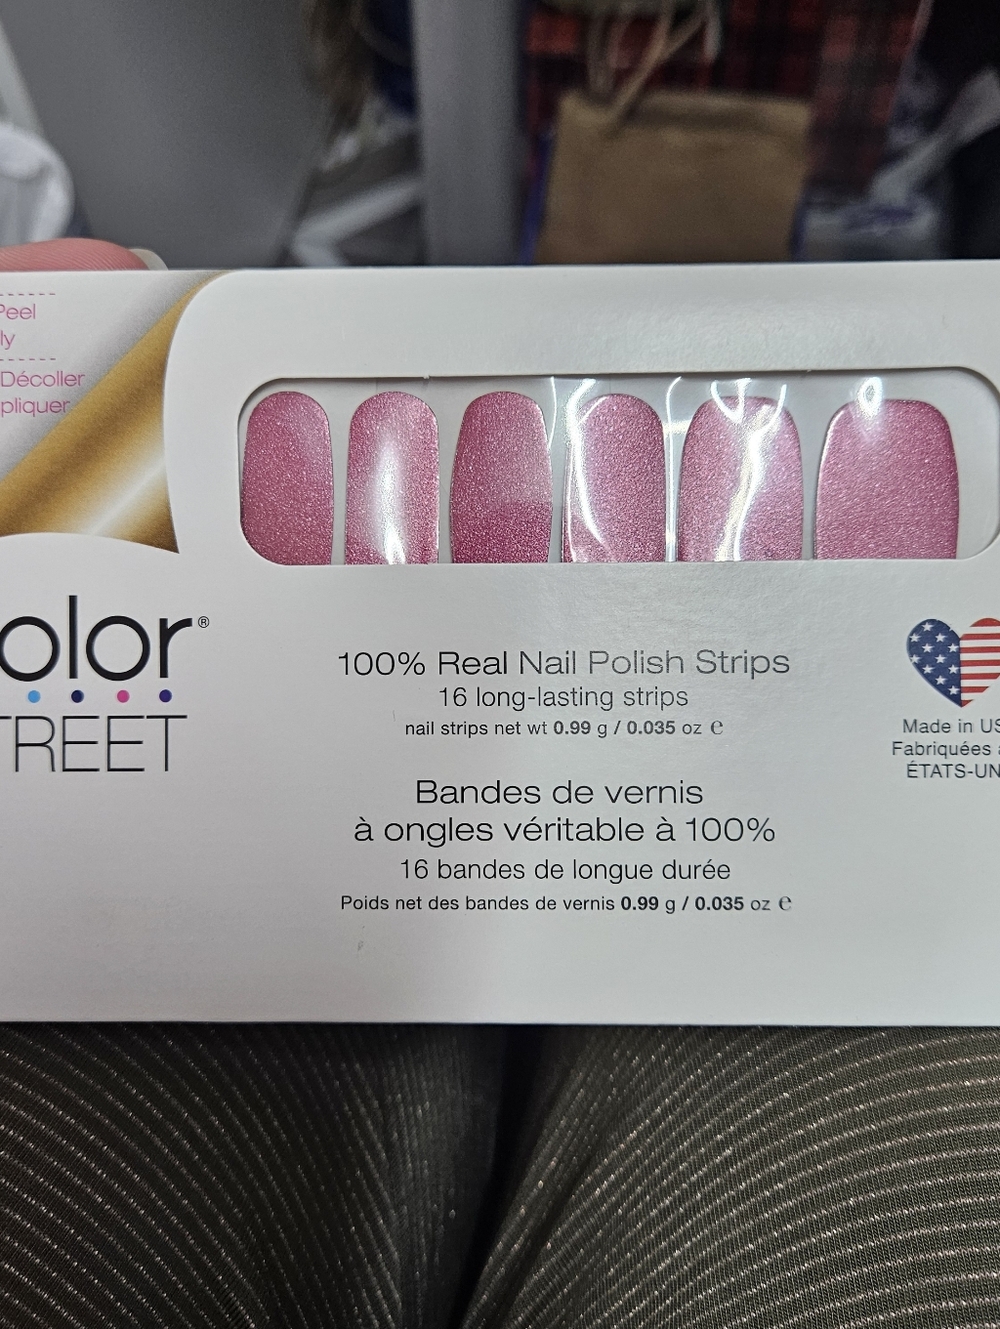 Peel
ly
Décoller
pliquer
olor®
TREET
100% Real Nail Polish Strips
16 long-lasting strips
nail strips net wt 0.99 g / 0.035 oz ℮
Bandes de vernis
à ongles véritable à 100%
16 bandes de longue durée
Poids net des bandes de vernis 0.99 g / 0.035 oz ℮
Made in US
Fabriquées a
ÉTATS-UN